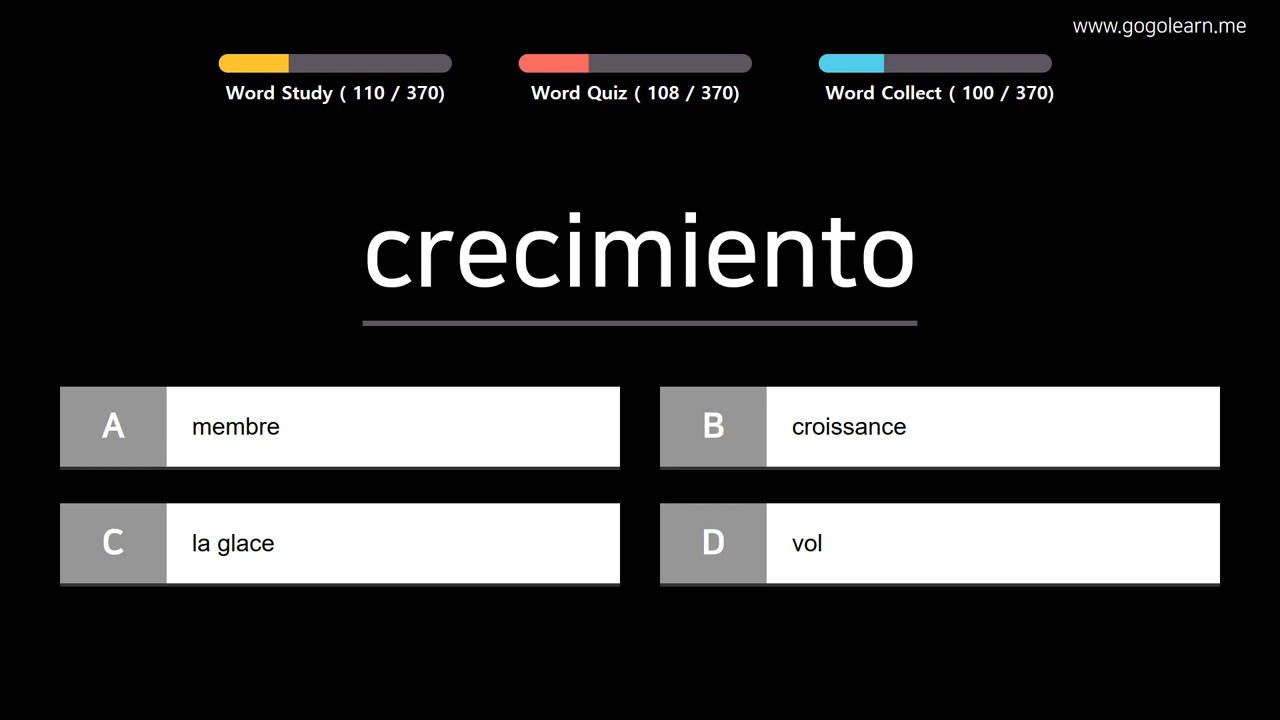 www.gogolearn.me
Word Study ( 110 / 370)
Word Quiz ( 108 / 370)
Word Collect ( 100 / 370)
crecimiento
A membre
B croissance
C la glace
D vol